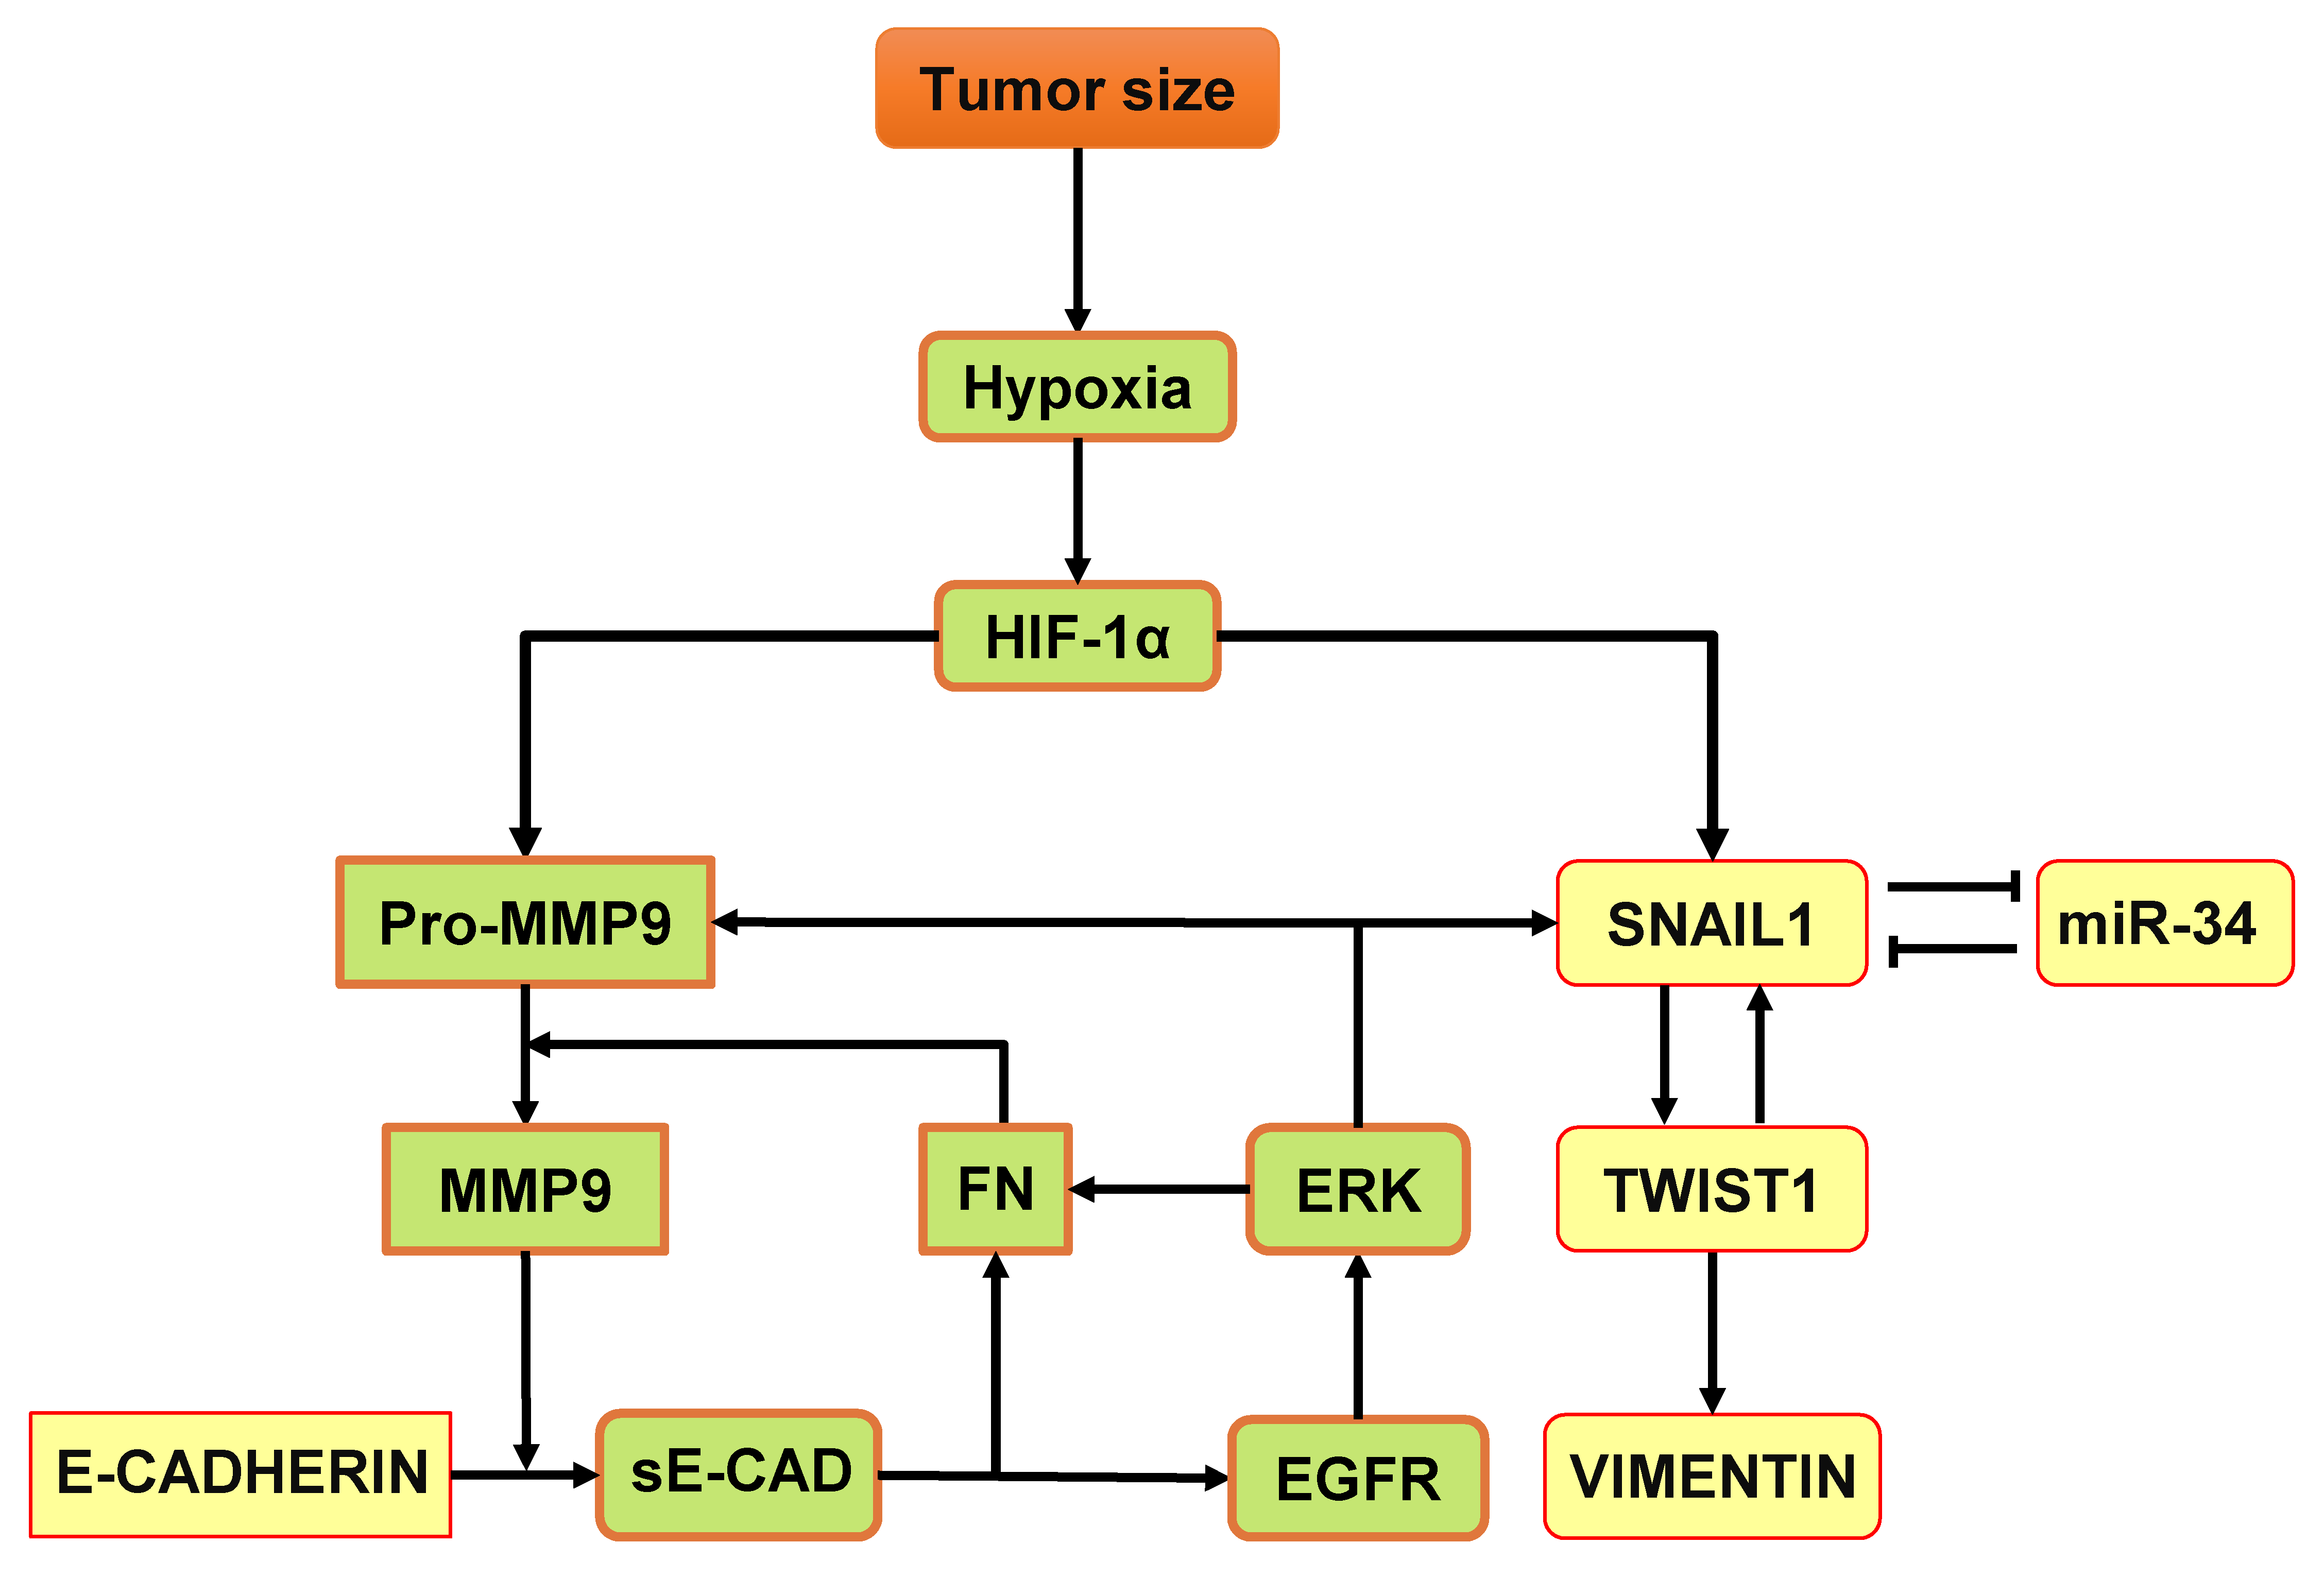 Tumor size
Hypoxia
HIF-1α
Pro-MMP9
SNAIL1
miR-34
MMP9
FN
ERK
TWIST1
E-CADHERIN
sE-CAD
EGFR
VIMENTIN